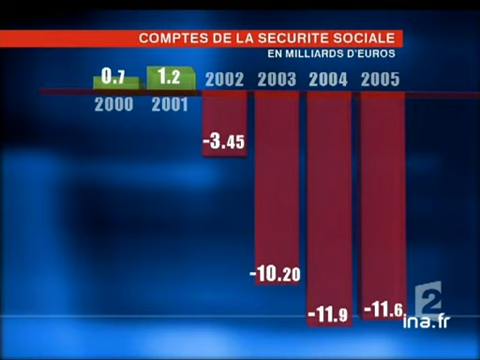 COMPTES DE LA SECURITE SOCIALE
EN MILLIARDS D'EUROS
0.7 1.2 2002 2003 2004 2005
2000 2001
-3.45
-10.20
-11.9 -11.6
2
ina.fr